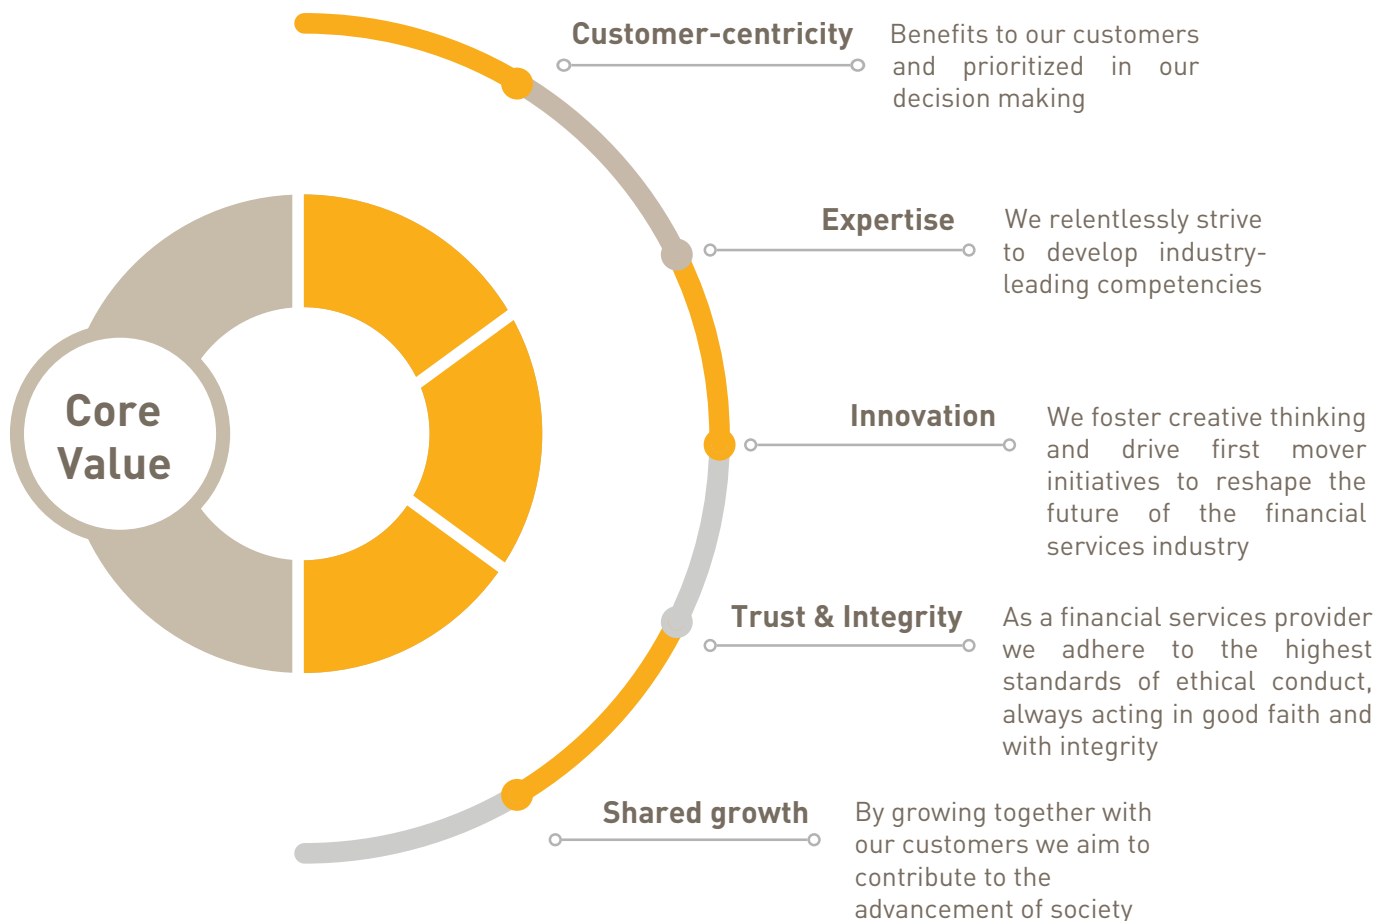 Core
Value
Customer-centricity
Benefits to our customers
and prioritized in our
decision making
Expertise
We relentlessly strive
to develop industry-
leading competencies
Innovation
We foster creative thinking
and drive first mover
initiatives to reshape the
future of the financial
services industry
Trust & Integrity
As a financial services provider
we adhere to the highest
standards of ethical conduct,
always acting in good faith and
with integrity
Shared growth
By growing together with
our customers we aim to
contribute to the
advancement of society